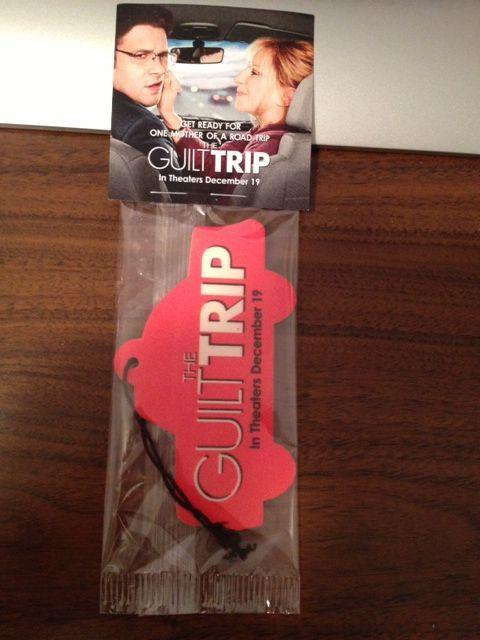 GET READY FOR
ONE MOTHER OF A ROAD TRIP
THE
GUILT TRIP
In Theaters December 19
THE
GUILT TRIP
In Theaters December 19